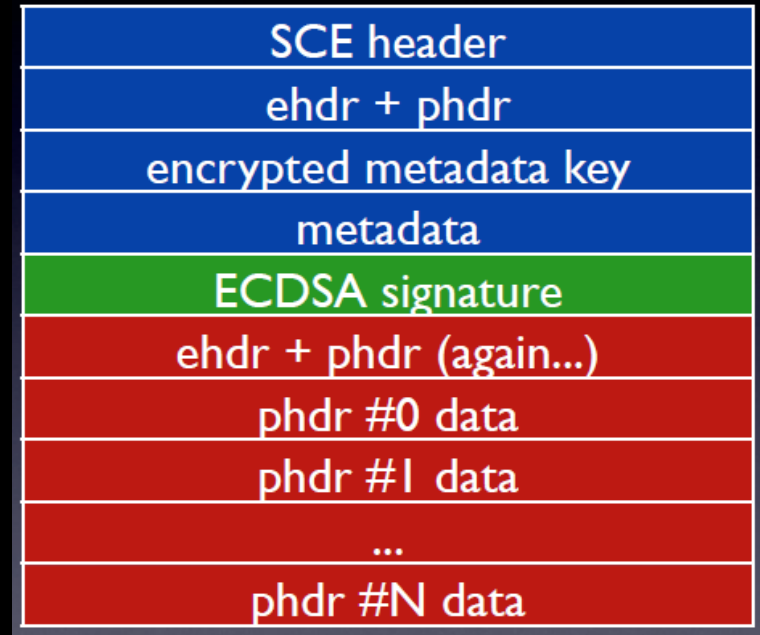 SCE header
ehdr + phdr
encrypted metadata key
metadata
ECDSA signature
ehdr + phdr (again...)
phdr #0 data
phdr #1 data
...
phdr #N data